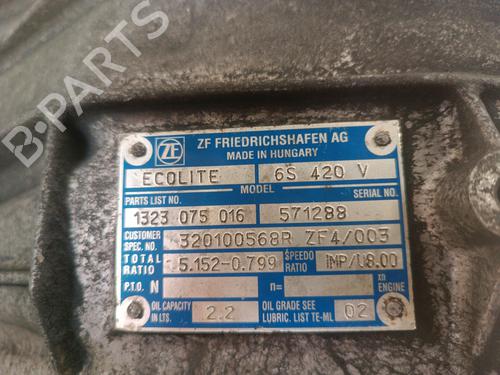 B-PARTS
ZF
ZF FRIEDRICHSHAFEN AG
MADE IN HUNGARY
ECOLITE 6S 420 V
MODEL
PARTS LIST NO. SERIAL NO.
1323 075 016 571288
CUSTOMER SPEC. NO. 320100568R ZF4/003
TOTAL RATIO 5.152-0.799 SPEEDO RATIO IMP/U8.00
P.T.O. N n= xn ENGINE
OIL CAPACITY IN LTS. 2.2 OIL GRADE SEE LUBRIC. LIST TE-ML 02